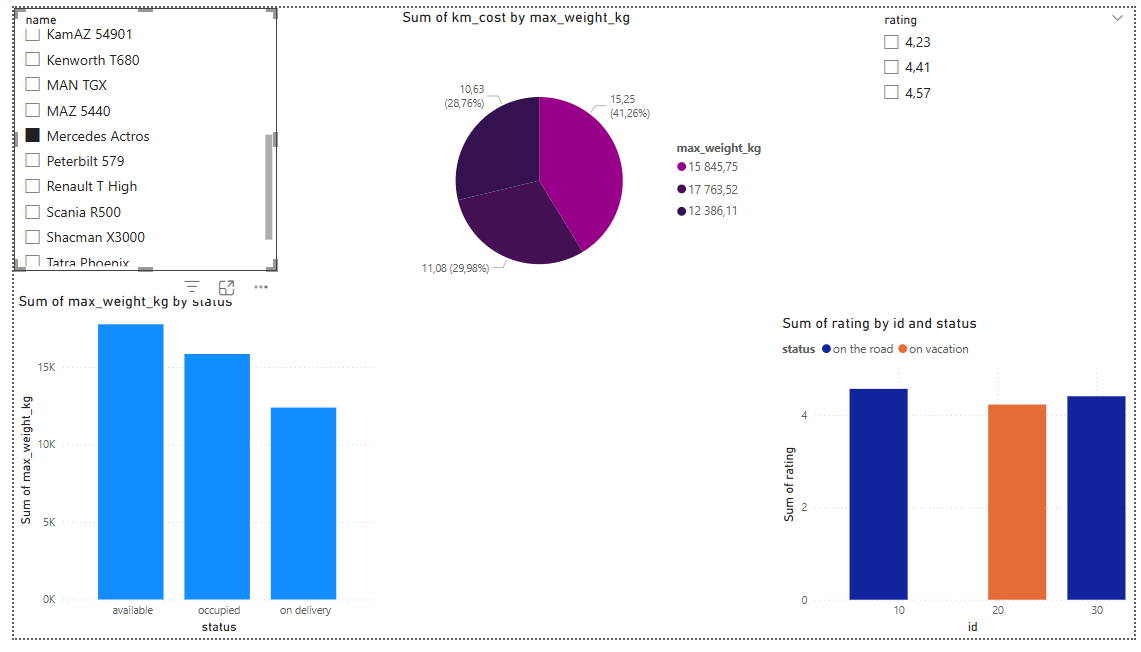 name
KamAZ 54901
Kenworth T680
MAN TGX
MAZ 5440
Mercedes Actros
Peterbilt 579
Renault T High
Scania R500
Shacman X3000
Tatra Phoenix
Sum of km_cost by max_weight_kg
10,63
(28,76%)
15,25
(41,26%)
11,08 (29,98%)
max_weight_kg
15 845,75
17 763,52
12 386,11
rating
4,23
4,41
4,57
Sum of max_weight_kg by status
Sum of max_weight_kg
15K
10K
5K
0K
available occupied on delivery
status
Sum of rating by id and status
status on the road on vacation
Sum of rating
4
2
0
10 20 30
id